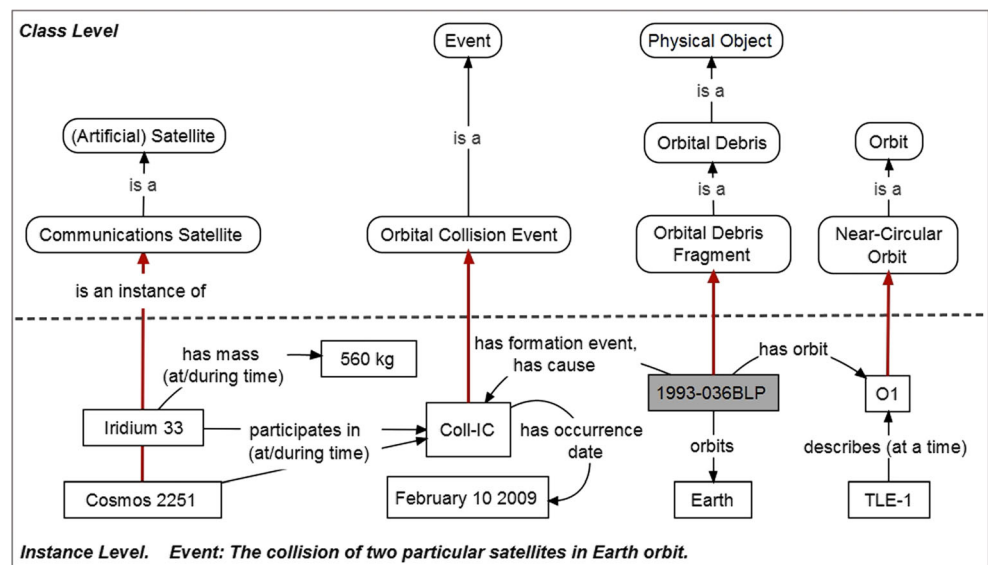 Class Level
Event
Physical Object
is a
is a
(Artificial) Satellite
Orbital Debris
Orbit
is a
is a
is a
Communications Satellite
Orbital Collision Event
Orbital Debris
Fragment
Near-Circular
Orbit
is an instance of
has mass
(at/during time)
560 kg
has formation event,
has cause
has orbit
1993-036BLP
O1
Iridium 33
participates in
(at/during time)
Coll-IC
has occurrence
date
orbits
describes (at a time)
Cosmos 2251
February 10 2009
Earth
TLE-1
Instance Level. Event: The collision of two particular satellites in Earth orbit.